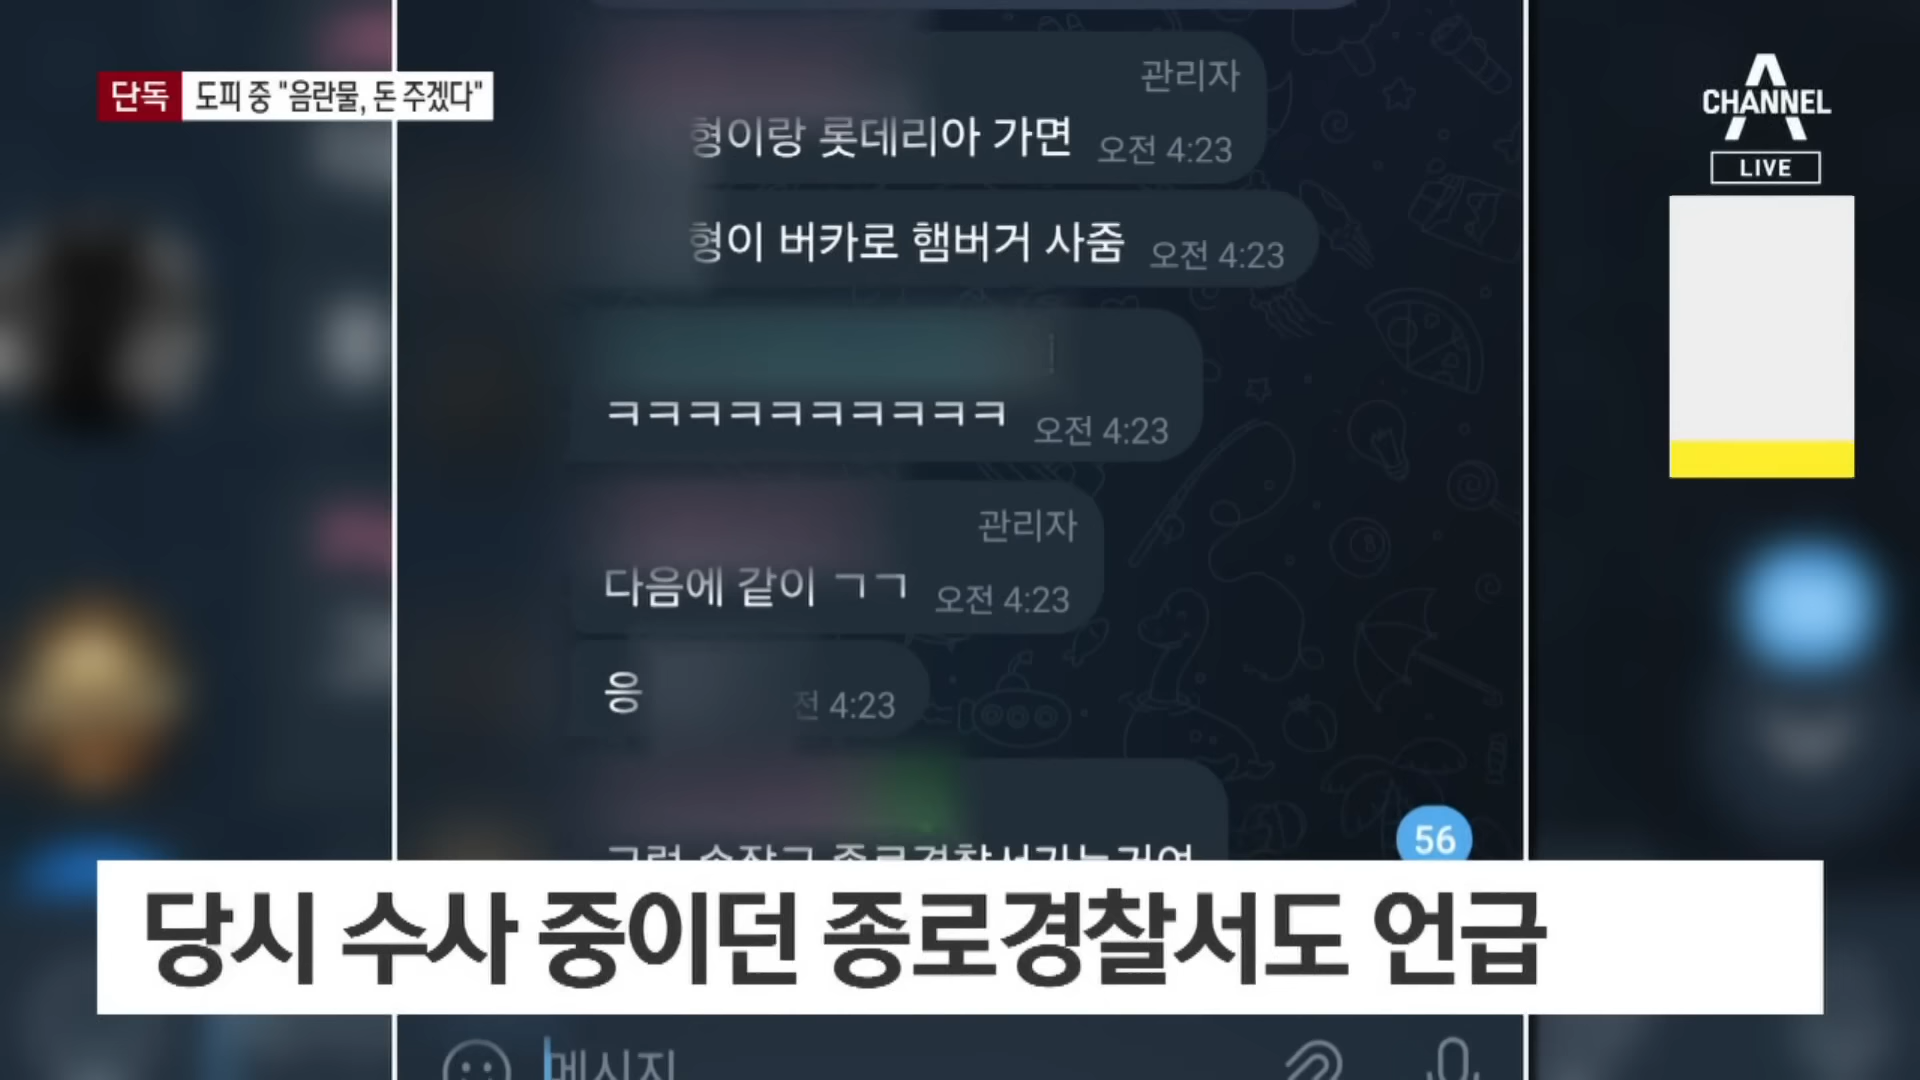 단독 도피 중 "음란물, 돈 주겠다"
CHANNEL A
LIVE
관리자
형이랑 롯데리아 가면 오전 4:23
형이 버카로 햄버거 사줌 오전 4:23
ㅋㅋㅋㅋㅋㅋㅋㅋㅋㅋ 오전 4:23
관리자
다음에 같이 ㄱㄱ 오전 4:23
응 전 4:23
56
당시 수사 중이던 종로경찰서도 언급
메시지